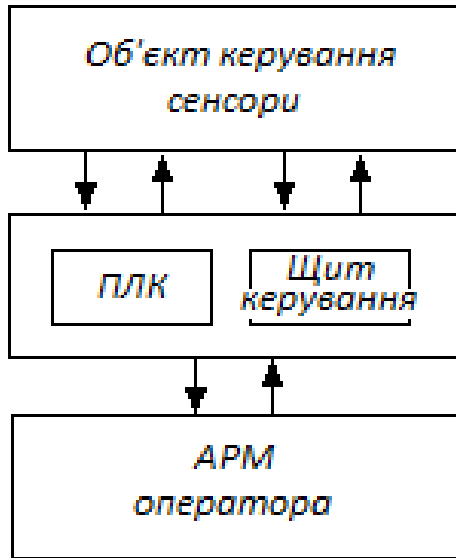 Об'єкт керування
сенсори
ПЛК
Щит
керування
АРМ
оператора